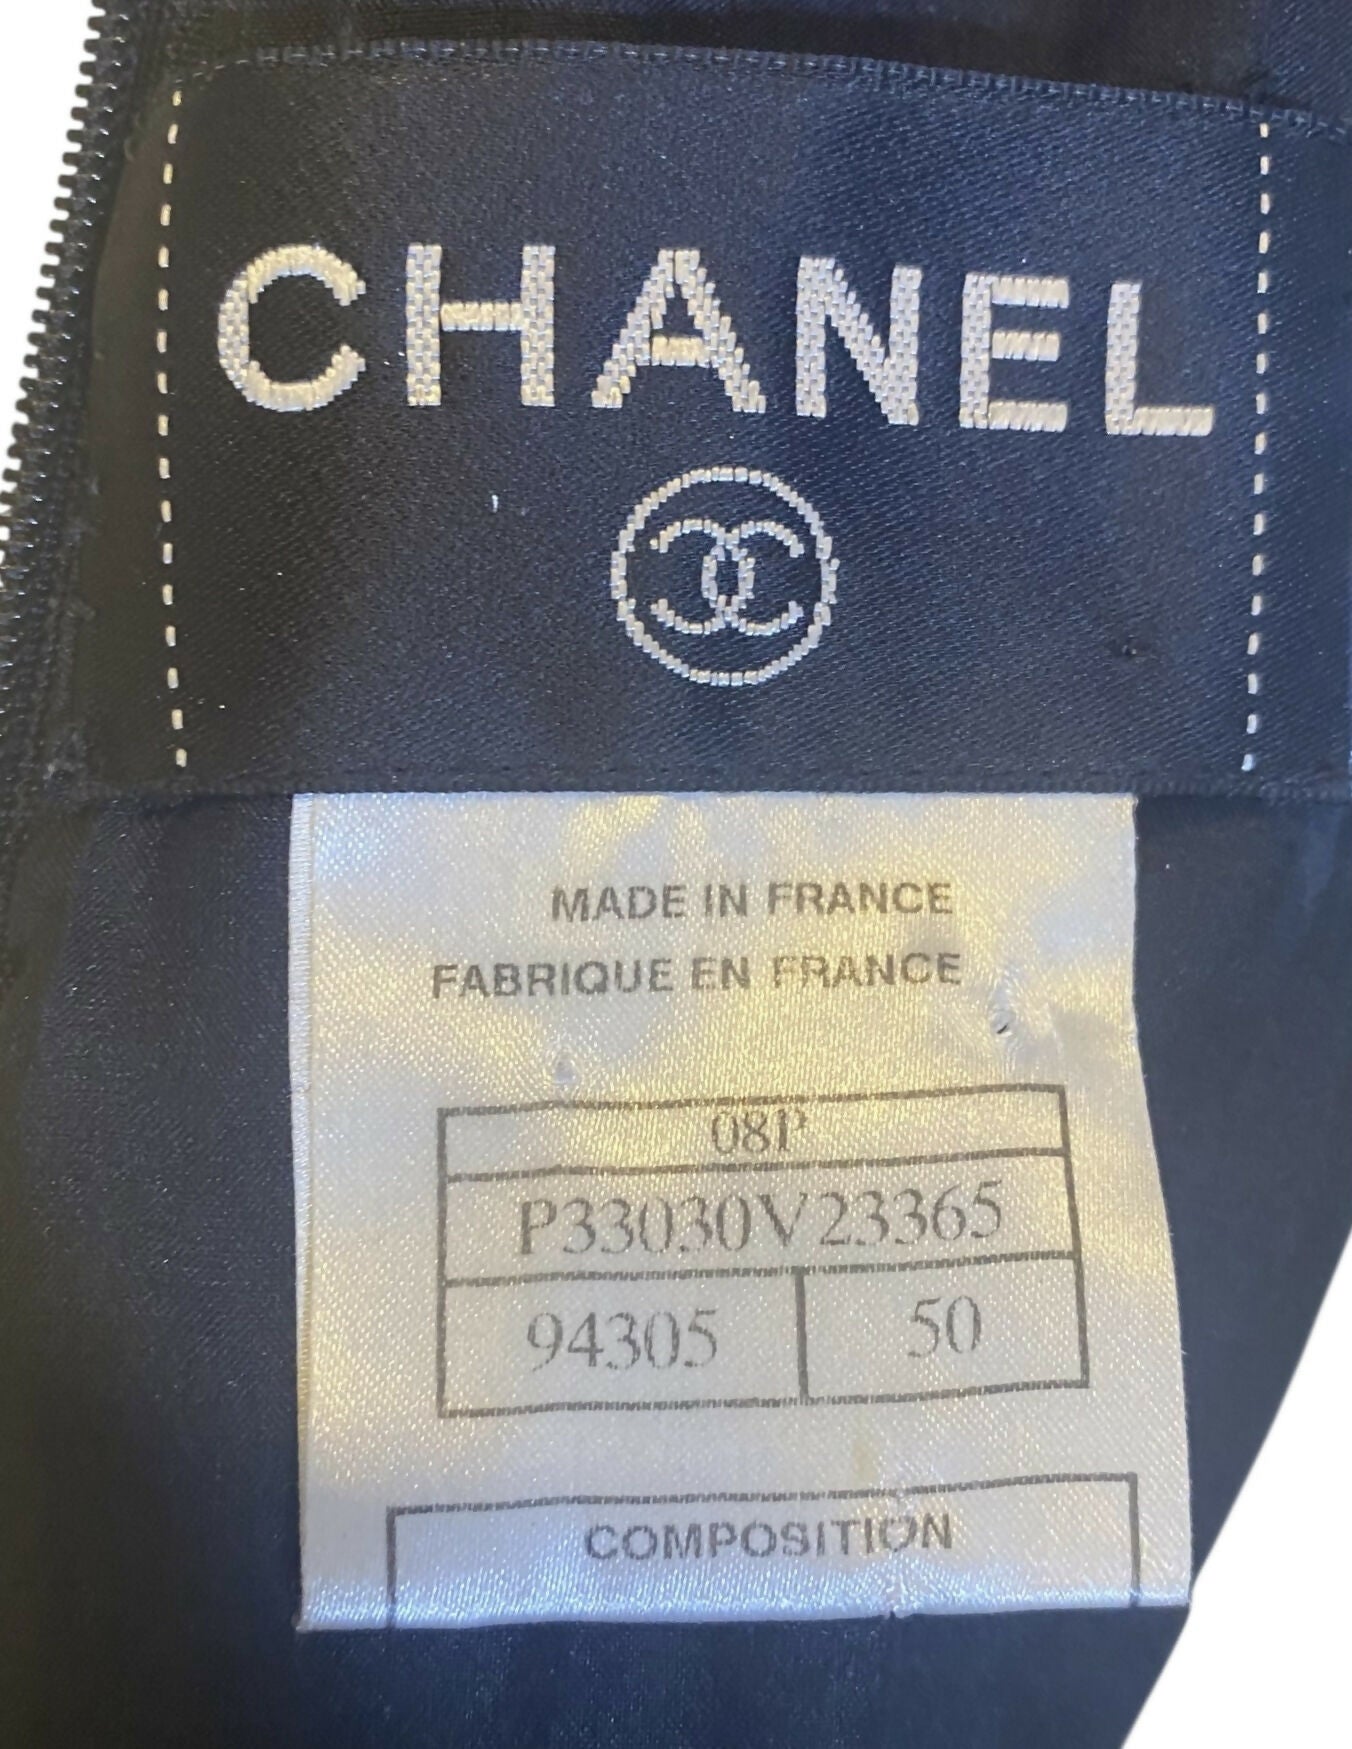 CHANEL
MADE IN FRANCE
FABRIQUE EN FRANCE
08P
P33030V23365
94305 50
COMPOSITION